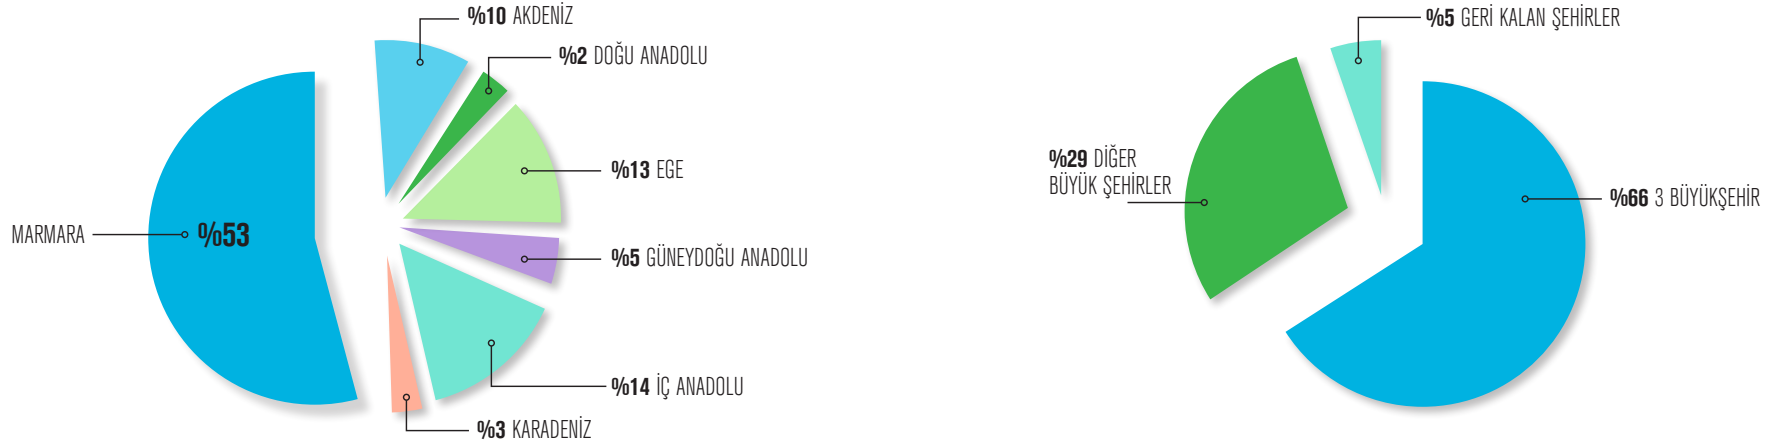 %10 AKDENİZ
%2 DOĞU ANADOLU
%13 EGE
MARMARA
%53
%5 GÜNEYDOĞU ANADOLU
%14 İÇ ANADOLU
%3 KARADENİZ
%5 GERİ KALAN ŞEHİRLER
%29 DİĞER
BÜYÜK ŞEHİRLER
%66 3 BÜYÜKŞEHİR